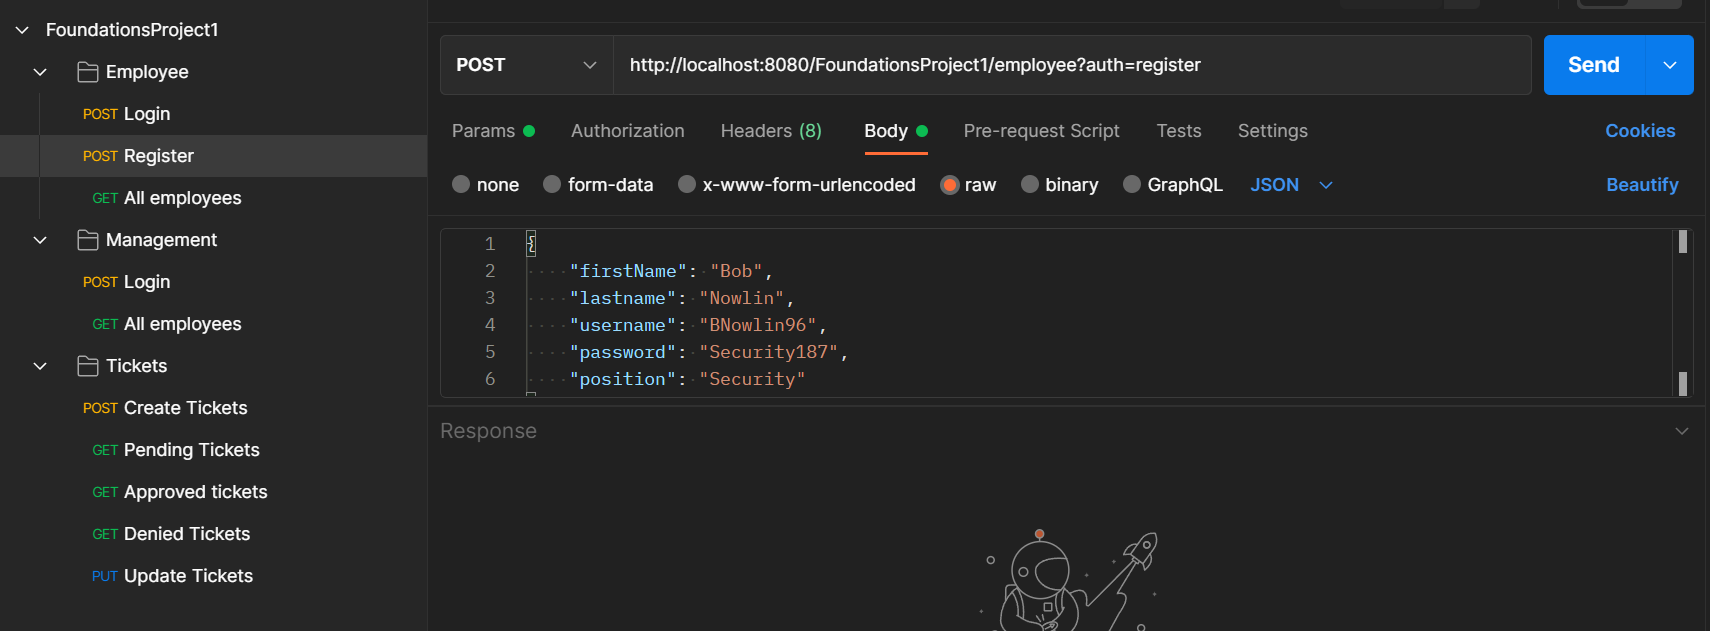 FoundationsProject1
Employee
POST Login
POST Register
GET All employees
Management
POST Login
GET All employees
Tickets
POST Create Tickets
GET Pending Tickets
GET Approved tickets
GET Denied Tickets
PUT Update Tickets
POST http://localhost:8080/FoundationsProject1/employee?auth=register Send
Params Authorization Headers (8) Body Pre-request Script Tests Settings Cookies
none form-data x-www-form-urlencoded raw binary GraphQL JSON Beautify
1 {
2 "firstName": "Bob",
3 "lastname": "Nowlin",
4 "username": "BNowlin96",
5 "password": "Security187",
6 "position": "Security"
Response